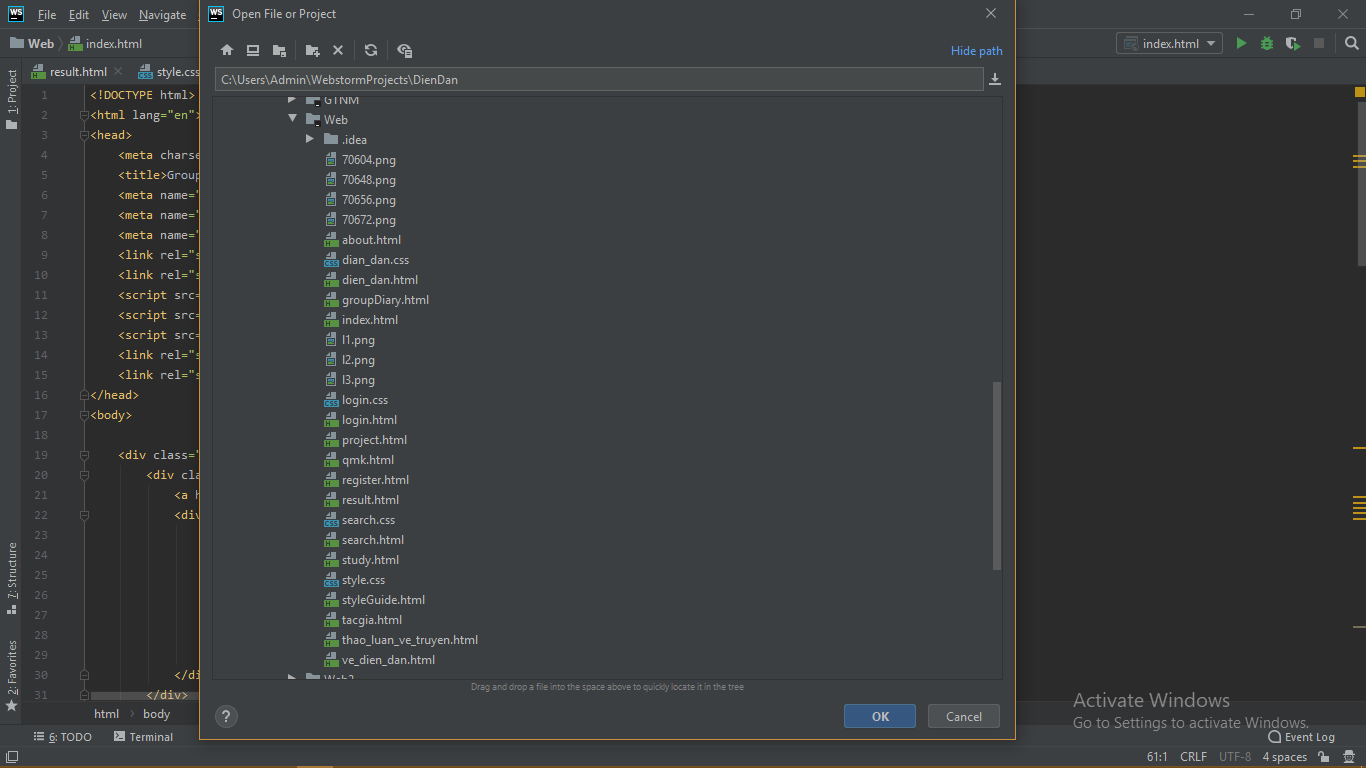 WS File Edit View Navigate
WS Open File or Project
Web index.html
index.html
Hide path
result.html
style.css
C:\Users\Admin\WebstormProjects\DienDan
1: Project
7: Structure
2: Favorites
1 <!DOCTYPE html>
2 <html lang="en">
3 <head>
4 <meta charse
5 <title>Group
6 <meta name="
7 <meta name="
8 <meta name="
9 <link rel="s
10 <link rel="s
11 <script src=
12 <script src=
13 <script src=
14 <link rel="s
15 <link rel="s
16 </head>
17 <body>
18
19 <div class="
20 <div cla
21 <a h
22 <div
23
24
25
26
27
28
29
30 </di
31 </div>
GTNM
Web
.idea
70604.png
70648.png
70656.png
70672.png
about.html
dian_dan.css
dien_dan.html
groupDiary.html
index.html
l1.png
l2.png
l3.png
login.css
login.html
project.html
qmk.html
register.html
result.html
search.css
search.html
study.html
style.css
styleGuide.html
tacgia.html
thao_luan_ve_truyen.html
ve_dien_dan.html
Web2
Drag and drop a file into the space above to quickly locate it in the tree
? OK Cancel
html body
Activate Windows
Go to Settings to activate Windows.
6: TODO Terminal
Event Log
61:1 CRLF UTF-8 4 spaces